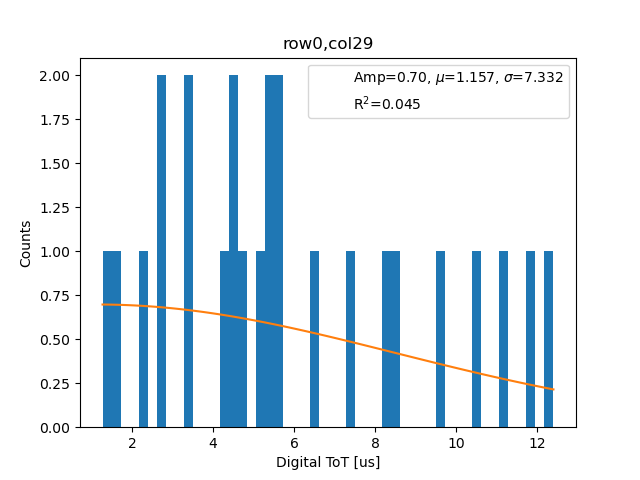 row0,col29
Amp=0.70, μ=1.157, σ=7.332
R²=0.045
Counts
2.00
1.75
1.50
1.25
1.00
0.75
0.50
0.25
0.00
2 4 6 8 10 12
Digital ToT [us]